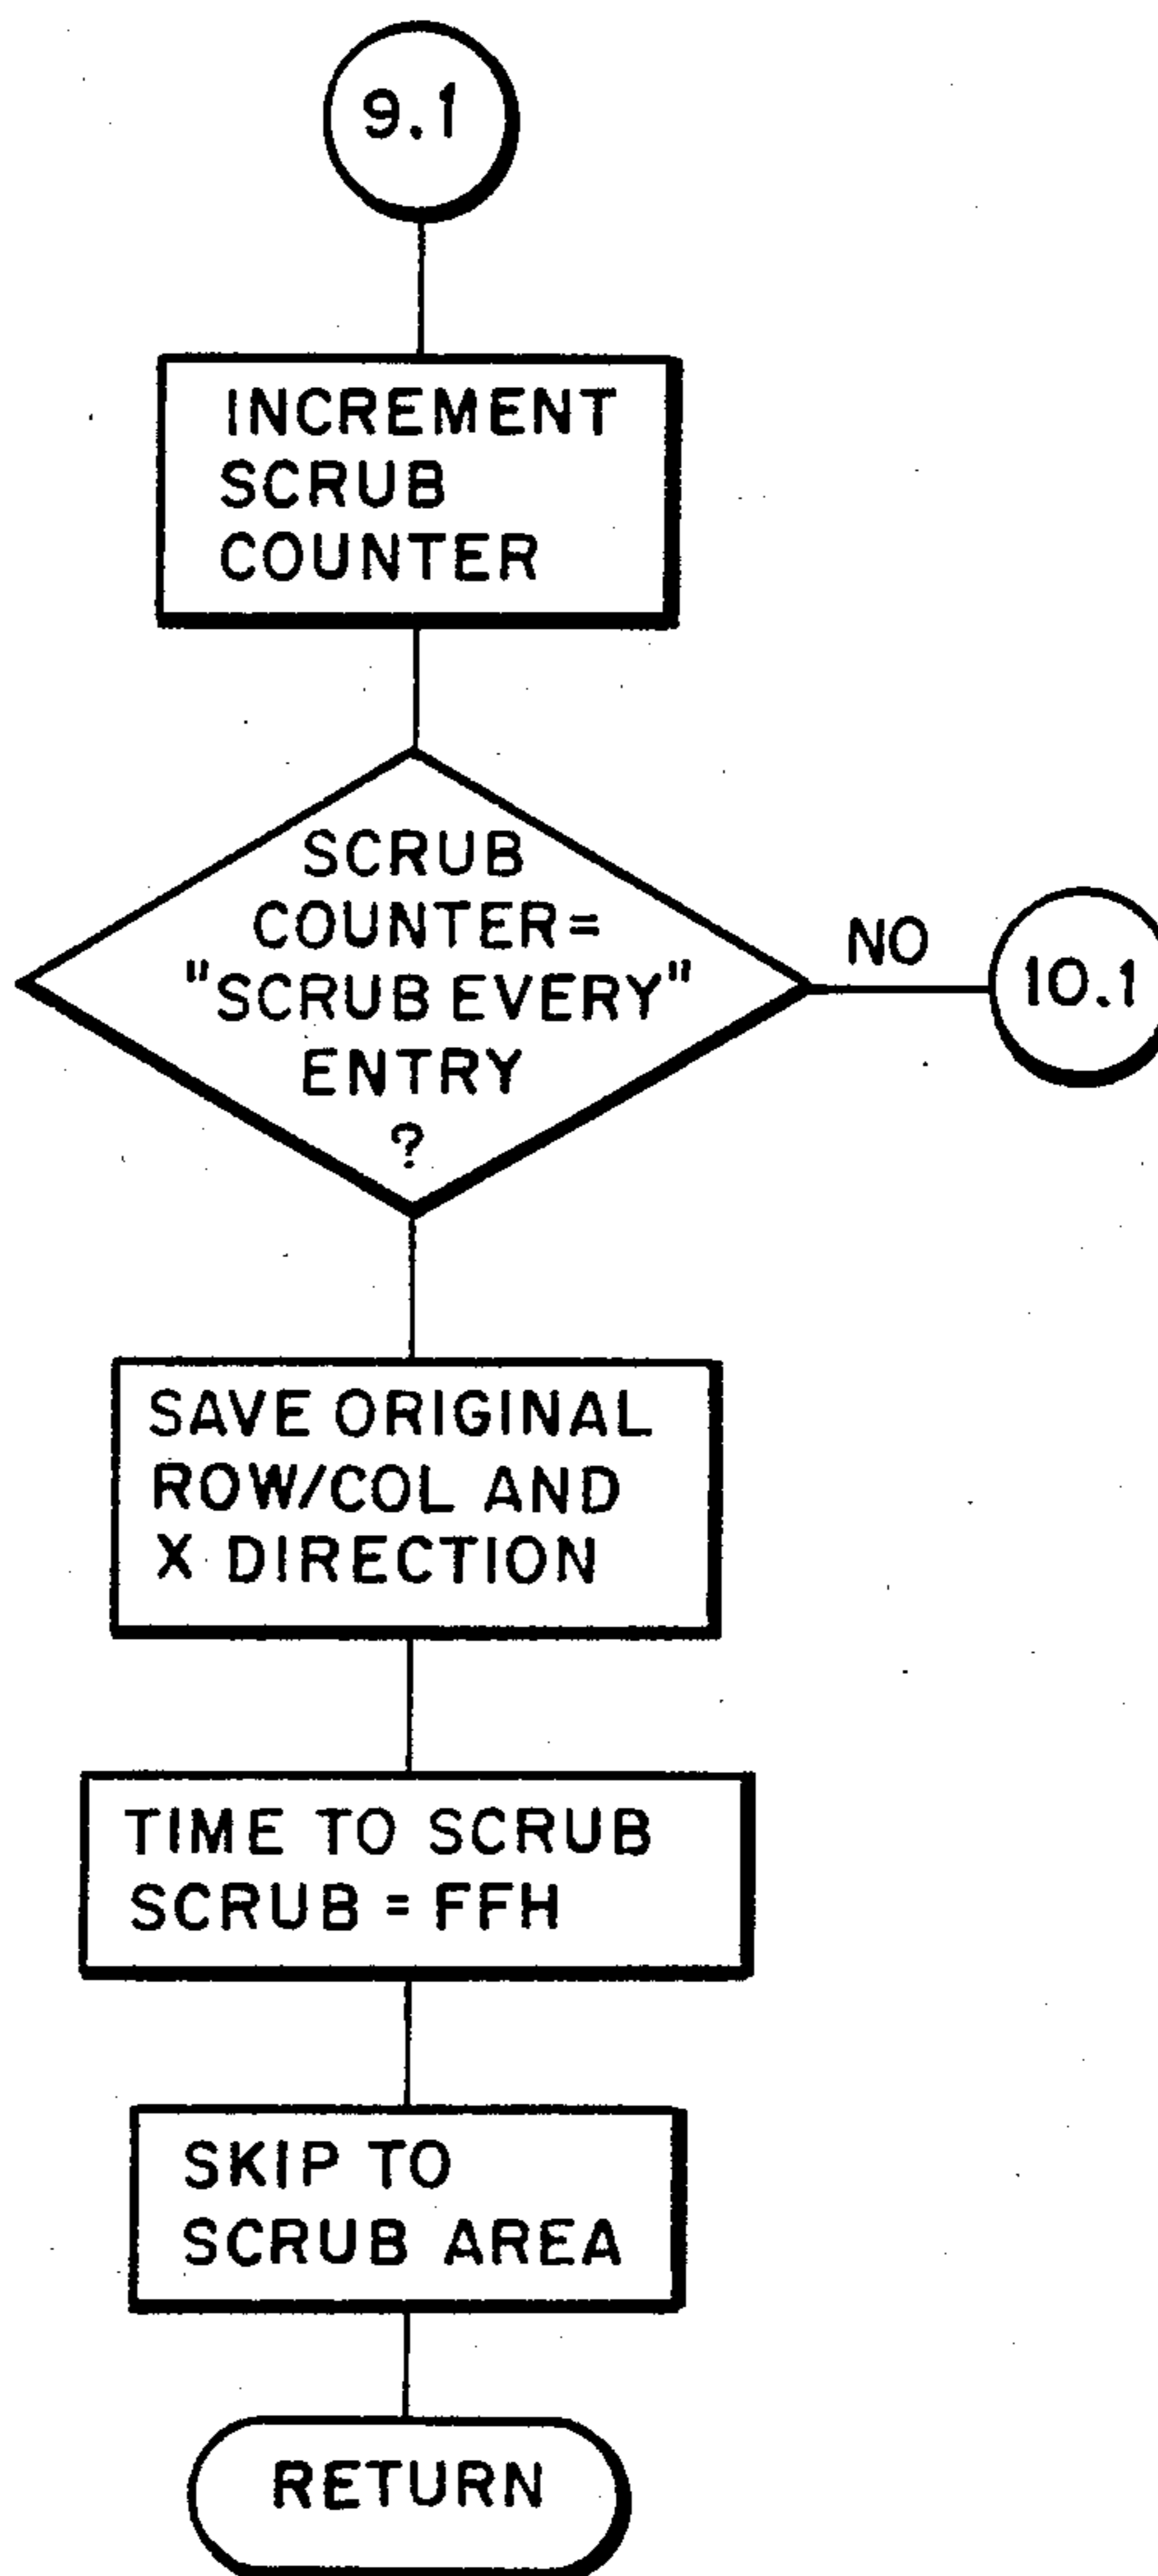 9.1
INCREMENT
SCRUB
COUNTER
SCRUB
COUNTER=
"SCRUB EVERY"
ENTRY
?
NO
10.1
SAVE ORIGINAL
ROW/COL AND
X DIRECTION
TIME TO SCRUB
SCRUB = FFH
SKIP TO
SCRUB AREA
RETURN